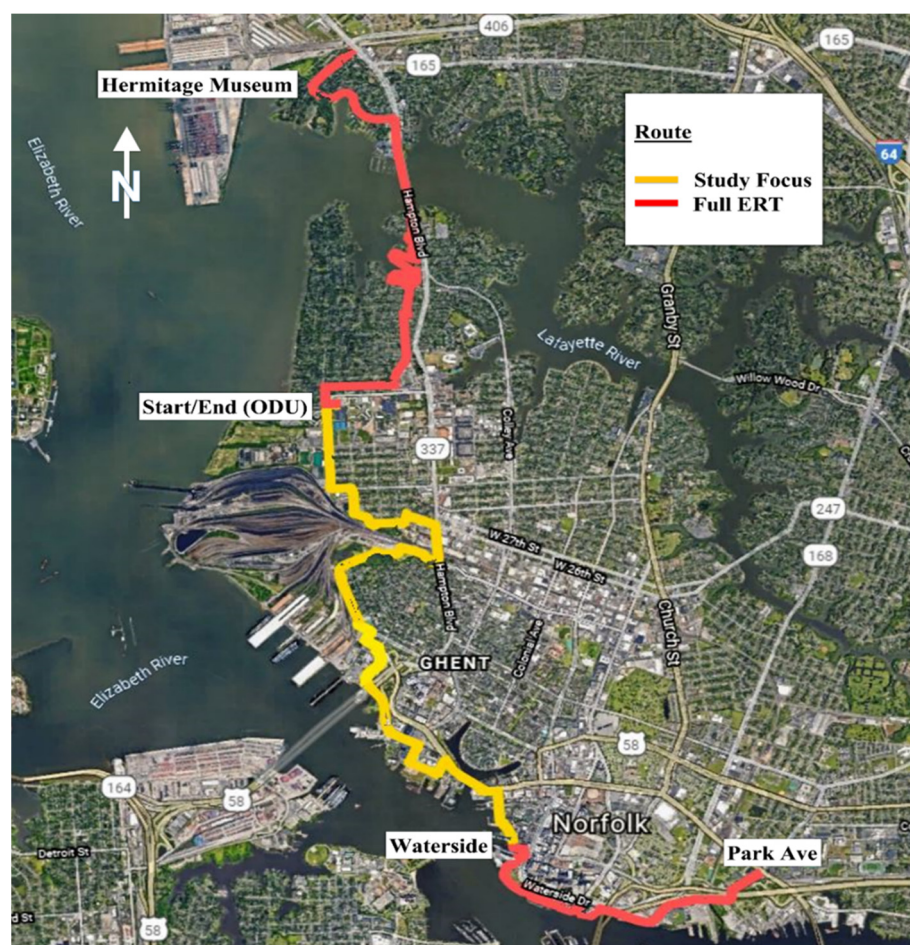 406
165
165
Hermitage Museum
Route
Study Focus
Full ERT
64
Elizabeth River
N
Hampton Blvd
Granby St
Lafayette River
Willow Wood Dr
Start/End (ODU)
Colley Ave
337
247
W 27th St
168
W 26th St
Hampton Blvd
Church St
Colonial Ave
GHENT
Elizabeth River
58
164
58
Norfolk
Waterside
Park Ave
Detroit St
Waterside Dr
d St
58